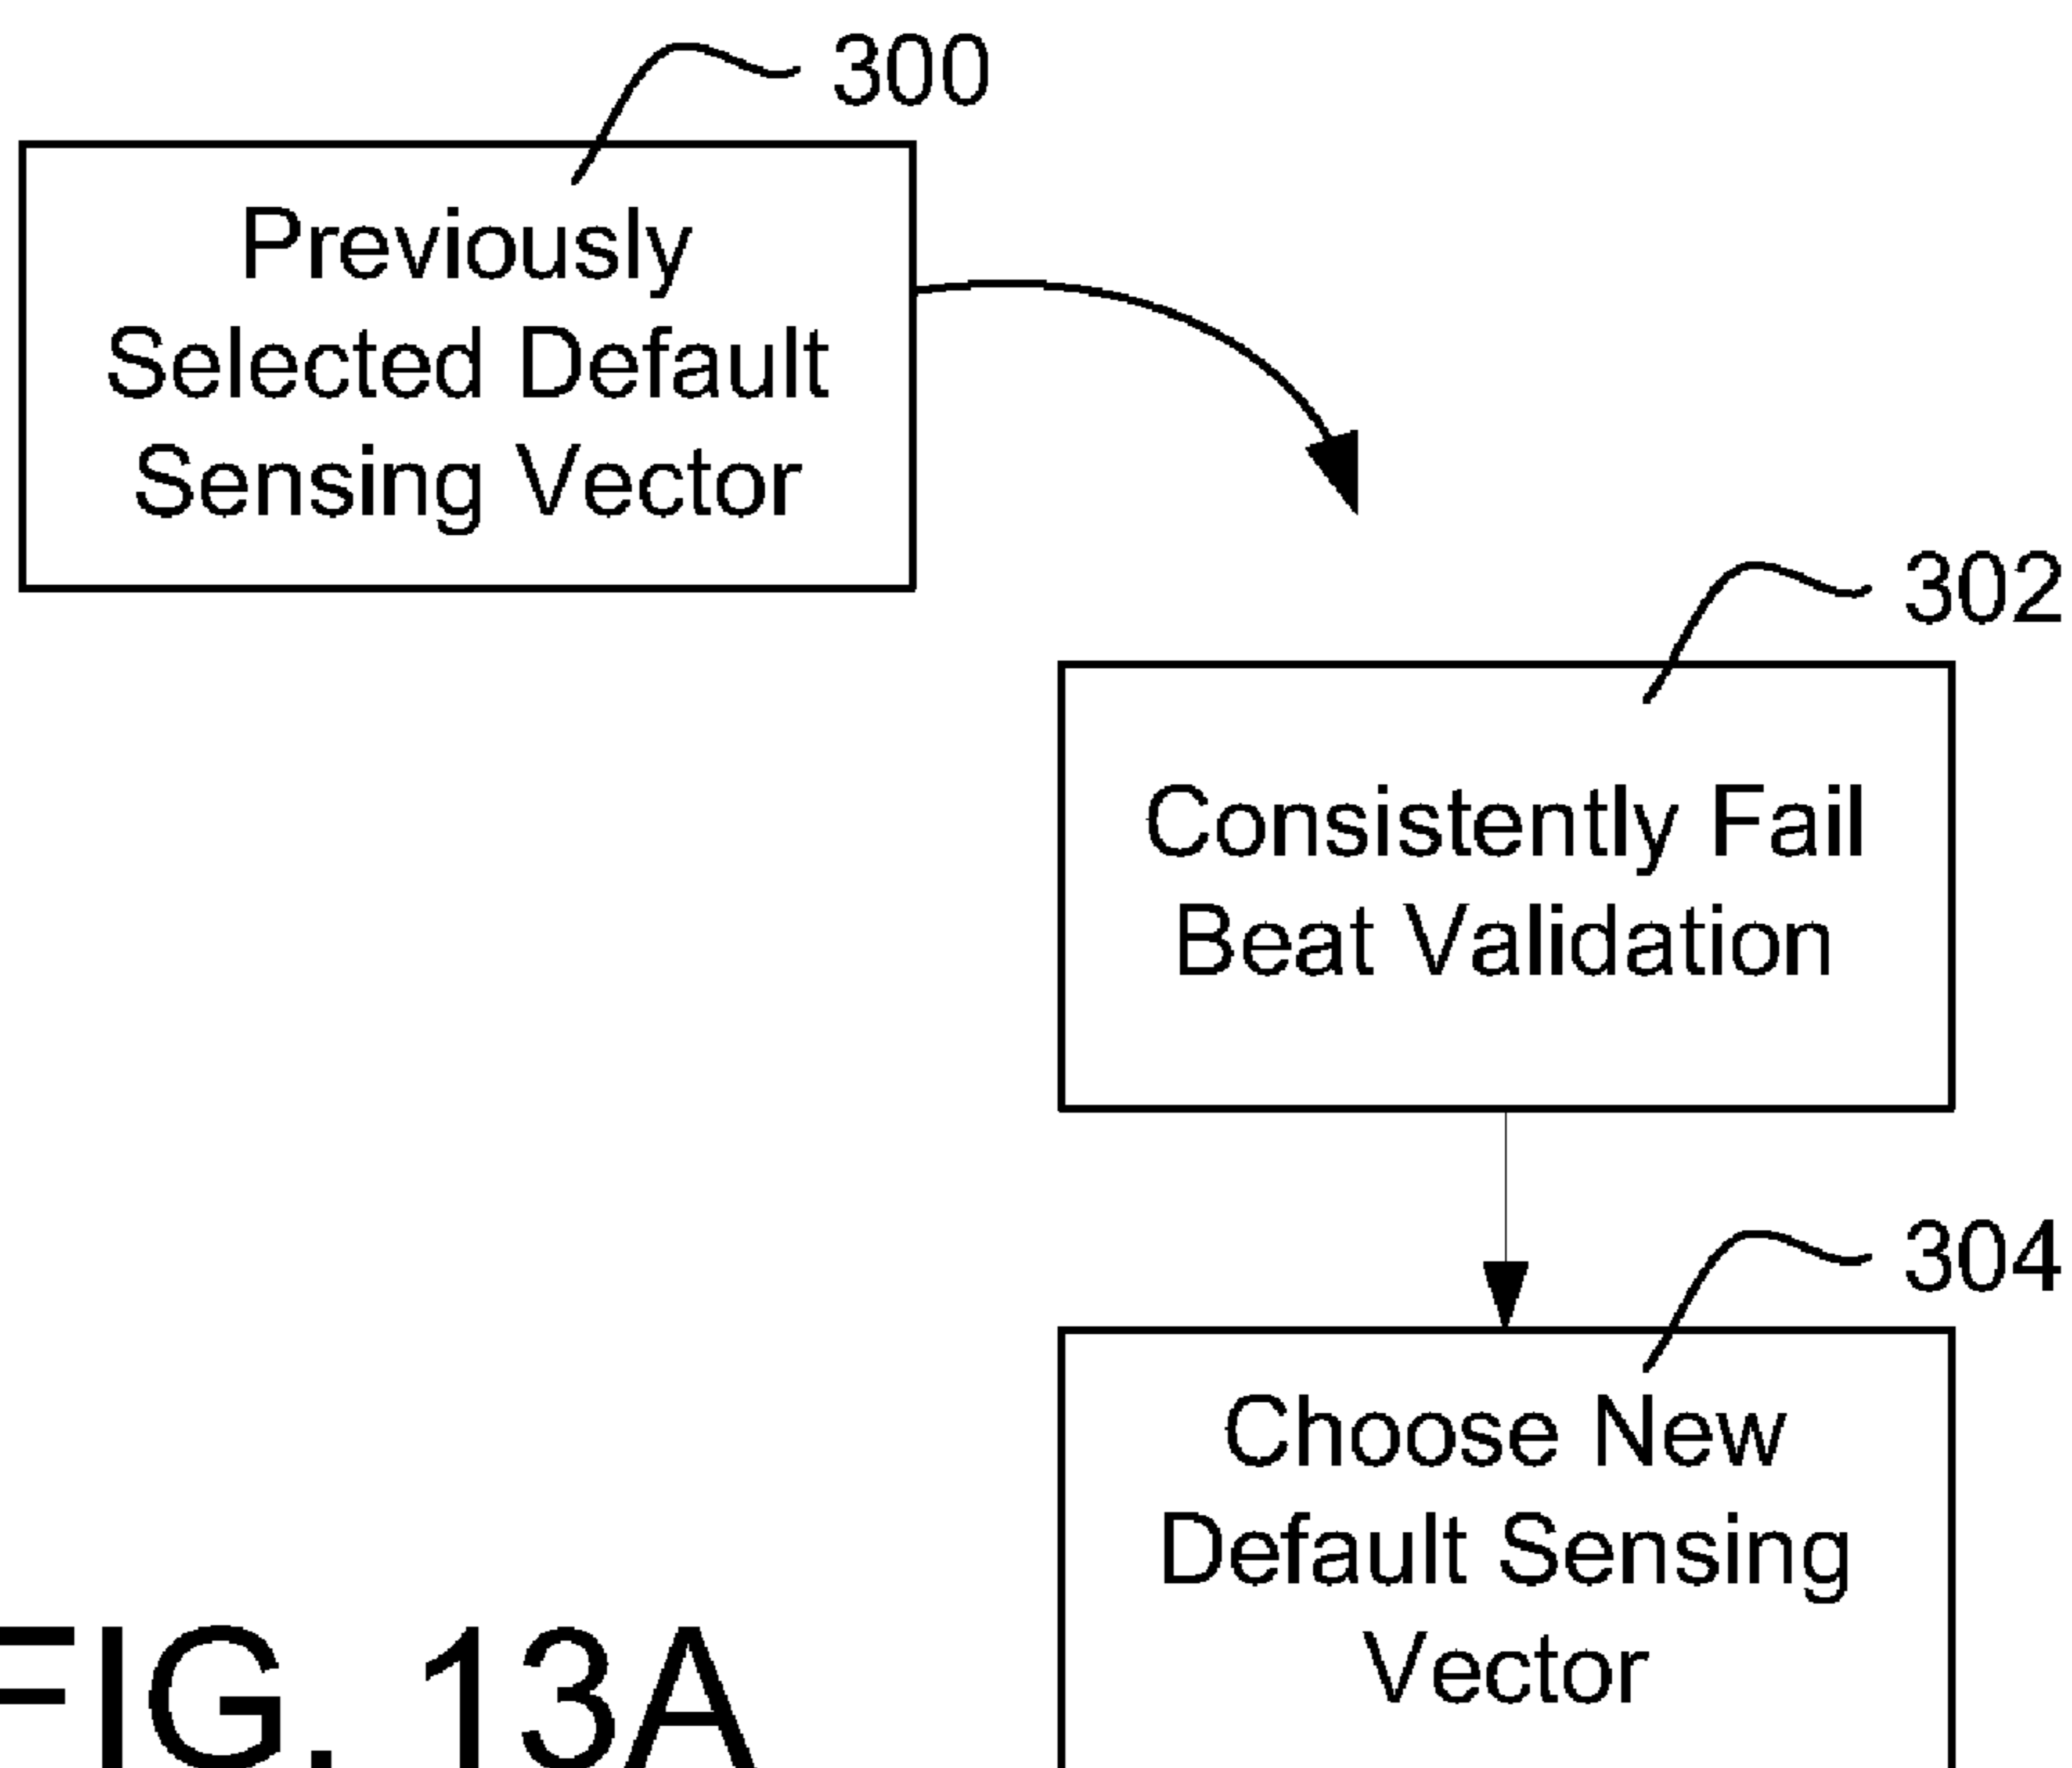 300
Previously
Selected Default
Sensing Vector
302
Consistently Fail
Beat Validation
304
Choose New
Default Sensing
Vector
FIG. 13A